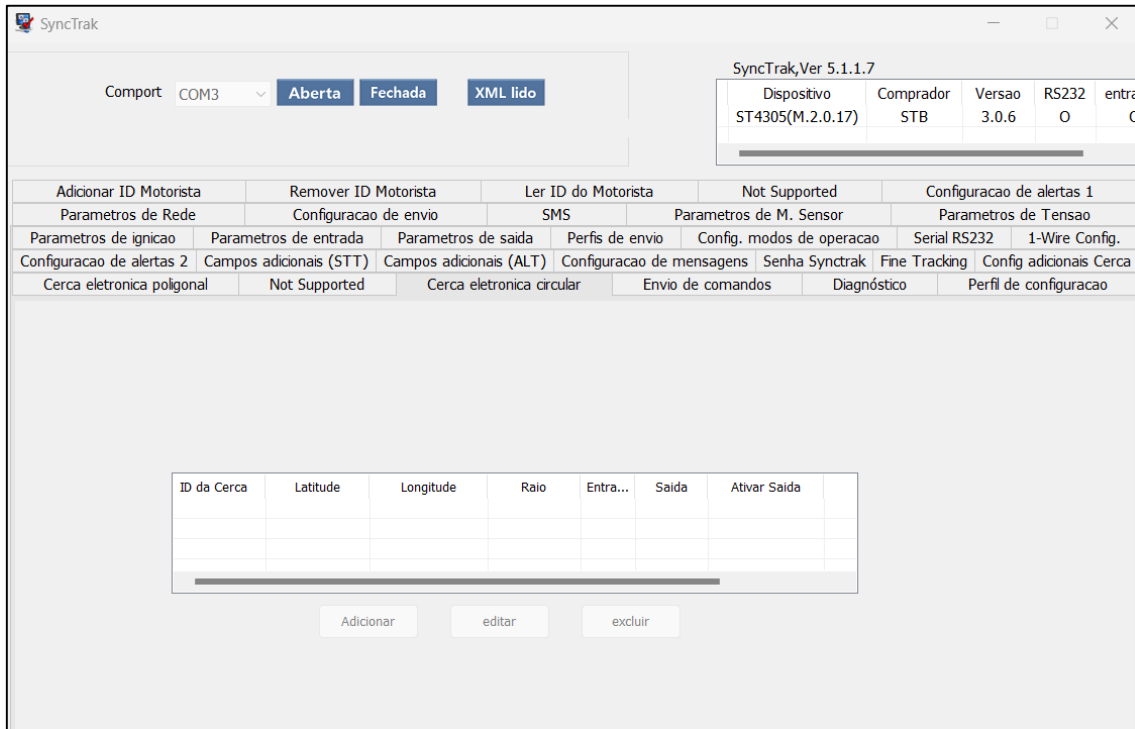 SyncTrak
SyncTrak,Ver 5.1.1.7
Comport COM3 Aberta Fechada XML lido
Dispositivo Comprador Versao RS232 entra
ST4305(M.2.0.17) STB 3.0.6 O
Adicionar ID Motorista Remover ID Motorista Ler ID do Motorista Not Supported Configuracao de alertas 1
Parametros de Rede Configuracao de envio SMS Parametros de M. Sensor Parametros de Tensao
Parametros de ignicao Parametros de entrada Parametros de saida Perfis de envio Config. modos de operacao Serial RS232 1-Wire Config.
Configuracao de alertas 2 Campos adicionais (STT) Campos adicionais (ALT) Configuracao de mensagens Senha Synctrak Fine Tracking Config adicionais Cerca
Cerca eletronica poligonal Not Supported Cerca eletronica circular Envio de comandos Diagnóstico Perfil de configuracao
ID da Cerca Latitude Longitude Raio Entra... Saida Ativar Saida
Adicionar editar excluir